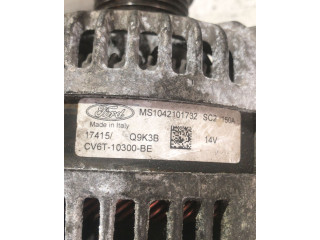 Ford MS1042101732 SC2 150A
Made in Italy
17415/ Q9K3B 14V
CV6T-10300-BE